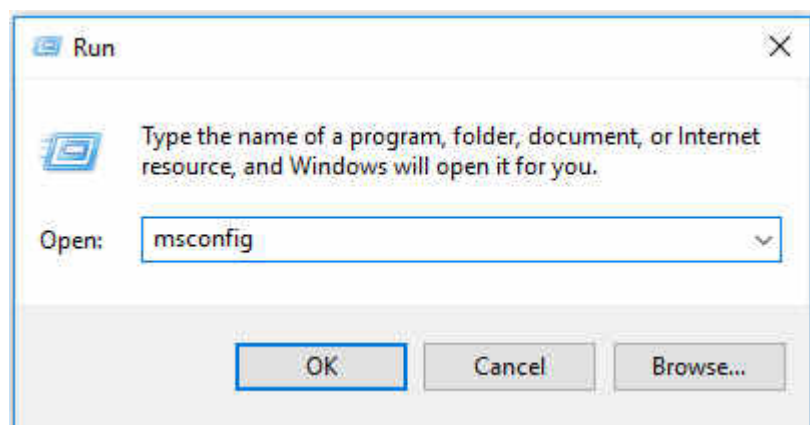 Run
Type the name of a program, folder, document, or Internet
resource, and Windows will open it for you.
Open: msconfig
OK Cancel Browse...